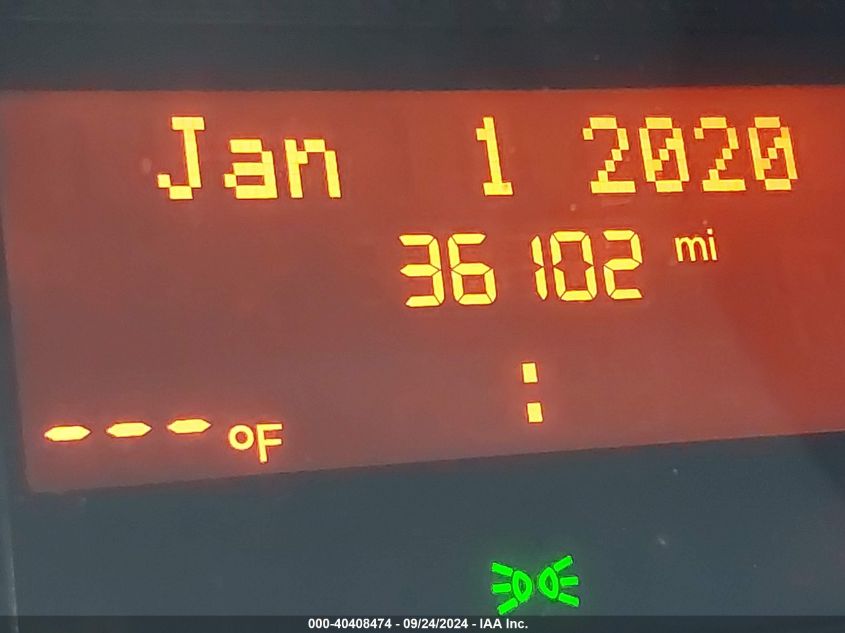 Jan 1 2020
36102 mi
:
--- °F
000-40408474 - 09/24/2024 - IAA Inc.